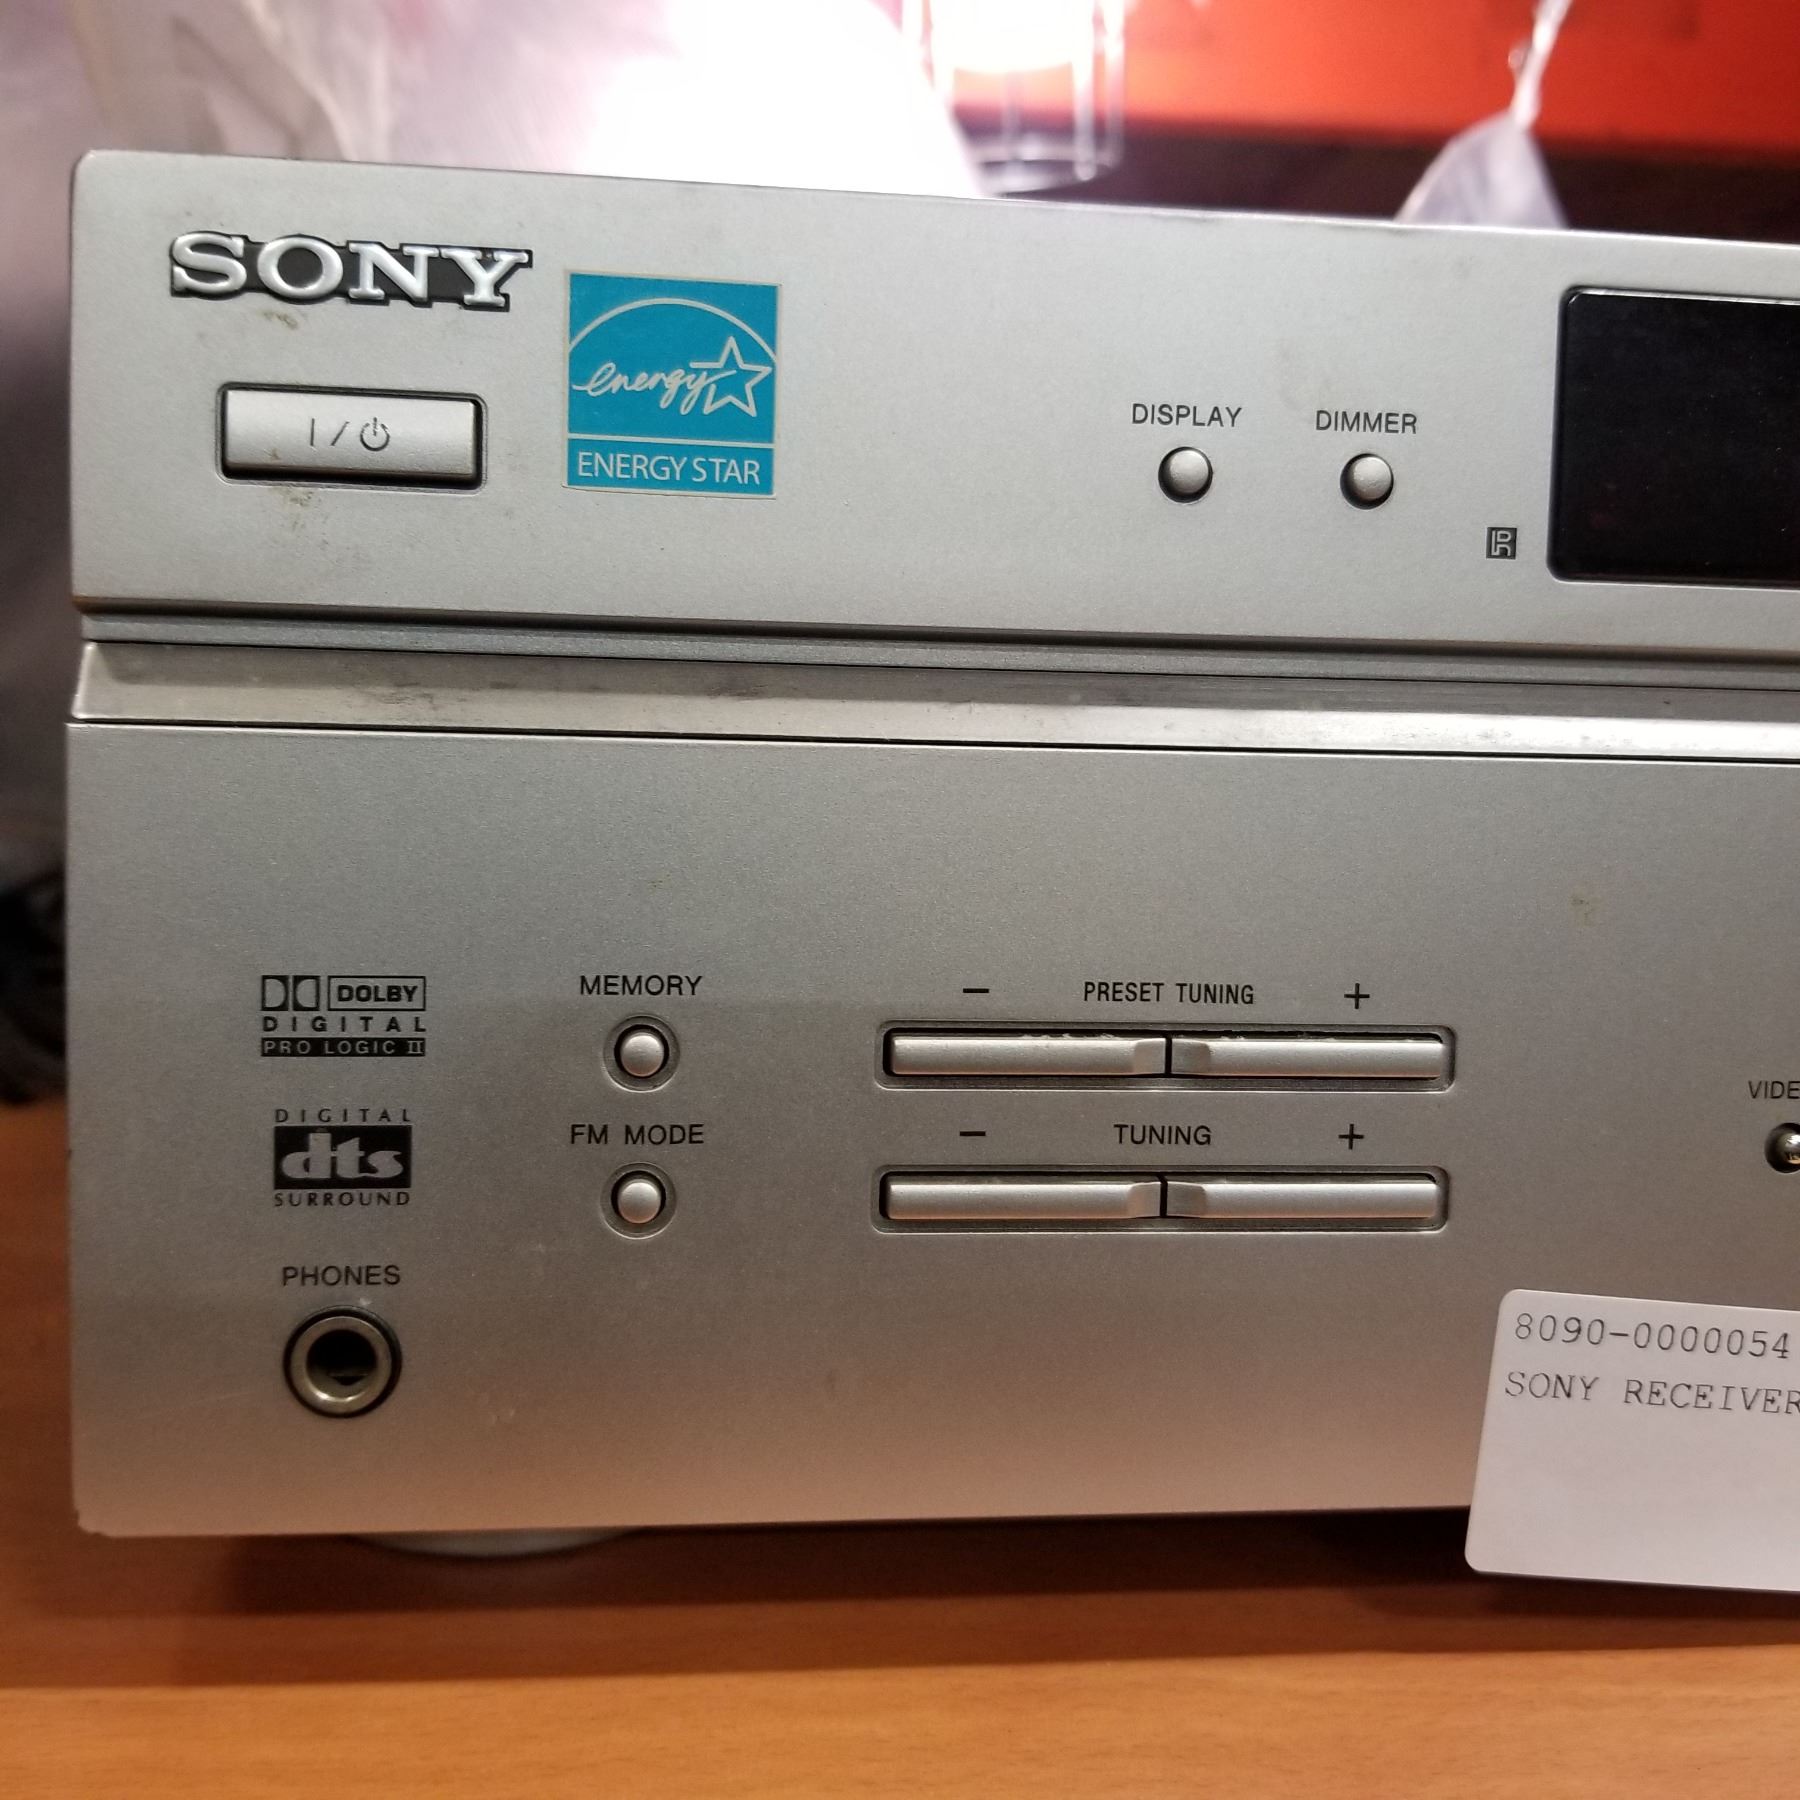 SONY
energy
ENERGY STAR
I / ⏻
DISPLAY
DIMMER
R
DOLBY
DIGITAL
PRO LOGIC II
MEMORY
− PRESET TUNING +
DIGITAL
dts
SURROUND
FM MODE
− TUNING +
VIDE
PHONES
8090-0000054
SONY RECEIVER